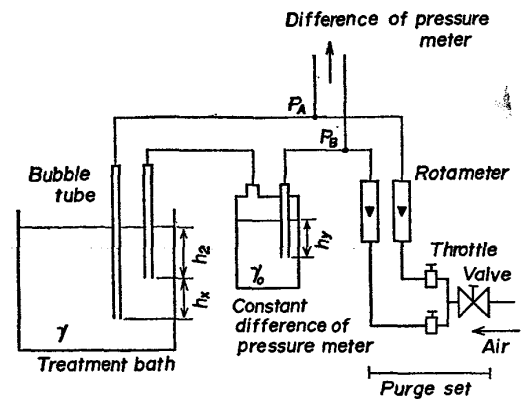 Difference of pressure
meter
P_A
P_B
Bubble
tube
Rotameter
h_2
h_x
h_y
γ
γ_0
Treatment bath
Constant
difference of
pressure meter
Throttle
Valve
Air
Purge set